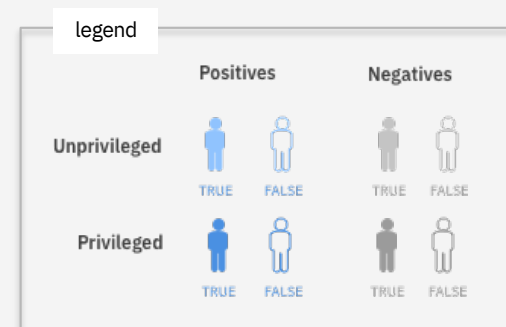 legend
Positives Negatives
Unprivileged
TRUE FALSE TRUE FALSE
Privileged
TRUE FALSE TRUE FALSE